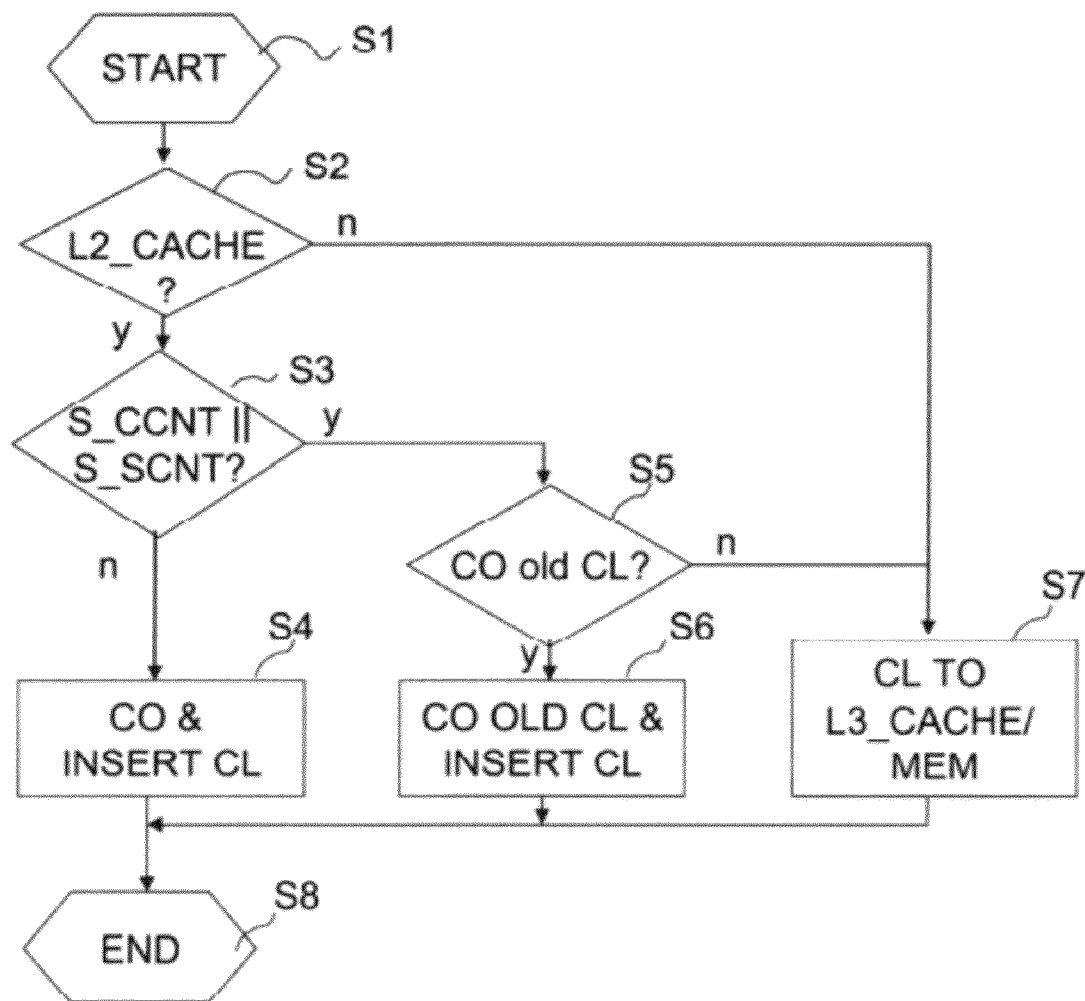 START
S1
S2
L2_CACHE
?
n
y
S3
S_CCNT ||
S_SCNT?
y
n
S5
CO old CL?
n
y
S4
CO &
INSERT CL
S6
CO OLD CL &
INSERT CL
S7
CL TO
L3_CACHE/
MEM
S8
END